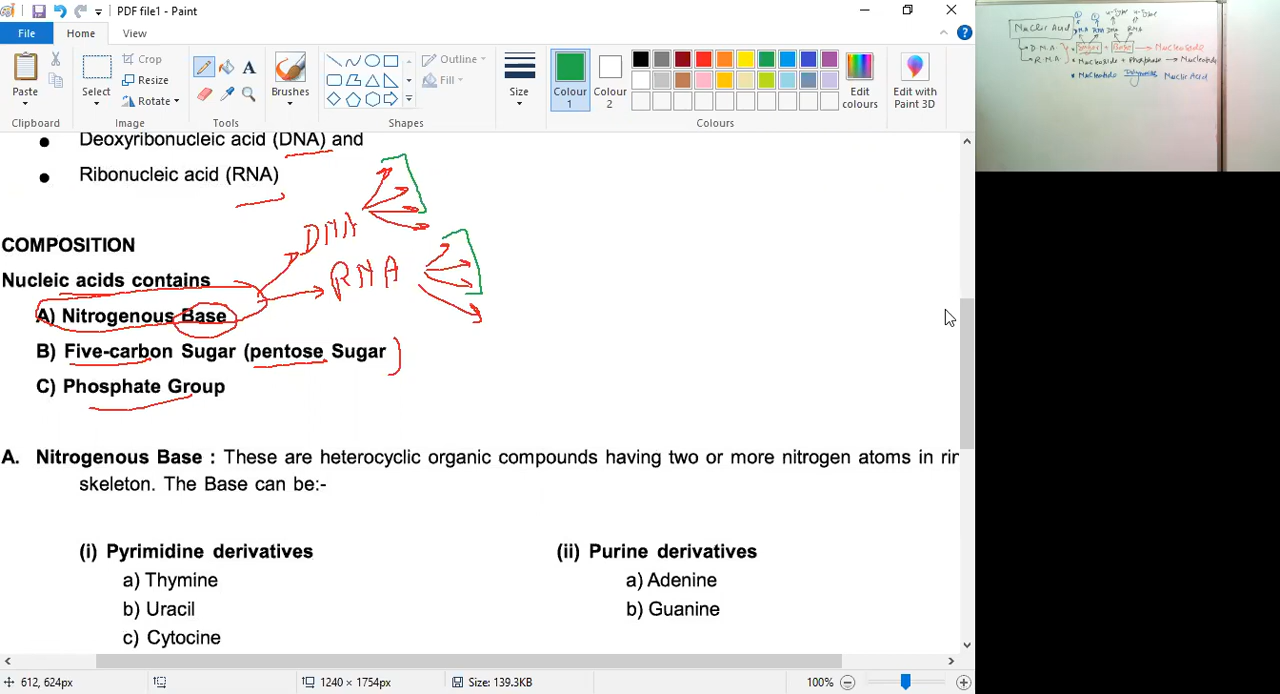 PDF file1 - Paint
File Home View
Paste Select Crop Resize Rotate Brushes Size Outline Fill Colour 1 Colour 2 Edit colours Edit with Paint 3D
Clipboard Image Tools Shapes Colours
Deoxyribonucleic acid (DNA) and
Ribonucleic acid (RNA)
DNA
COMPOSITION
RNA
Nucleic acids contains
A) Nitrogenous Base
B) Five-carbon Sugar (pentose Sugar)
C) Phosphate Group
A. Nitrogenous Base : These are heterocyclic organic compounds having two or more nitrogen atoms in rin
skeleton. The Base can be:-
(i) Pyrimidine derivatives (ii) Purine derivatives
a) Thymine a) Adenine
b) Uracil b) Guanine
c) Cytocine
612, 624px 1240 × 1754px Size: 139.3KB 100%
Nucleic Acid
D.N.A Sugar + Base Nucleoside
R.N.A Nucleoside + Phosphate Nucleotide
Nucleic Acid